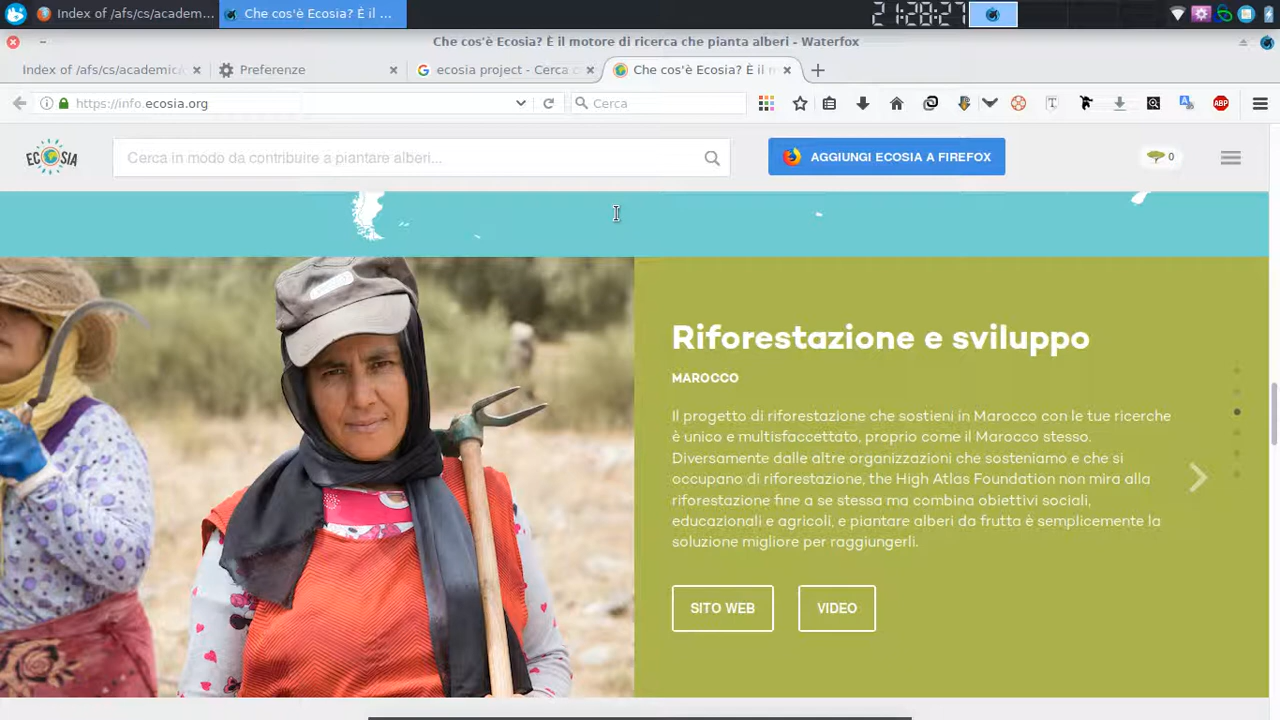 Index of /afs/cs/academ...
Che cos'è Ecosia? È il ...
21:28:27
Che cos'è Ecosia? È il motore di ricerca che pianta alberi - Waterfox
Index of /afs/cs/academic/
Preferenze
ecosia project - Cerca c
Che cos'è Ecosia? È il m
https://info.ecosia.org
Cerca
T
ABP
ECOSIA
Cerca in modo da contribuire a piantare alberi...
AGGIUNGI ECOSIA A FIREFOX
0
Riforestazione e sviluppo
MAROCCO
Il progetto di riforestazione che sostieni in Marocco con le tue ricerche
è unico e multisfaccettato, proprio come il Marocco stesso.
Diversamente dalle altre organizzazioni che sosteniamo e che si
occupano di riforestazione, the High Atlas Foundation non mira alla
riforestazione fine a se stessa ma combina obiettivi sociali,
educazionali e agricoli, e piantare alberi da frutta è semplicemente la
soluzione migliore per raggiungerli.
SITO WEB
VIDEO